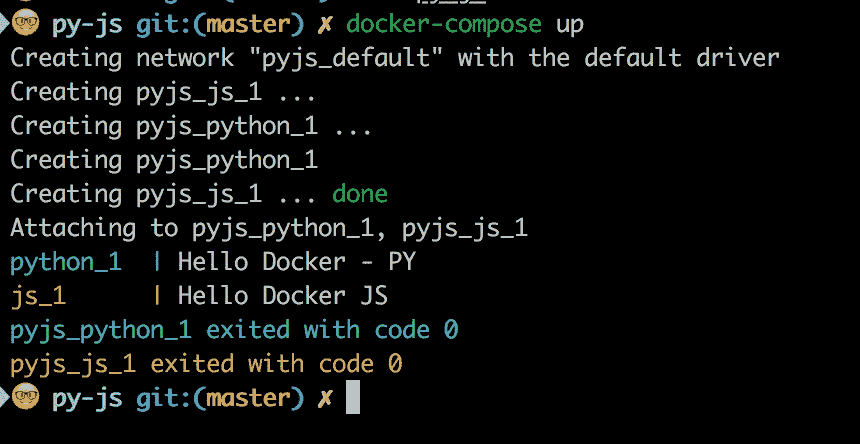 py-js git:(master) ✗ docker-compose up
Creating network "pyjs_default" with the default driver
Creating pyjs_js_1 ...
Creating pyjs_python_1 ...
Creating pyjs_python_1
Creating pyjs_js_1 ... done
Attaching to pyjs_python_1, pyjs_js_1
python_1  | Hello Docker - PY
js_1      | Hello Docker JS
pyjs_python_1 exited with code 0
pyjs_js_1 exited with code 0
py-js git:(master) ✗